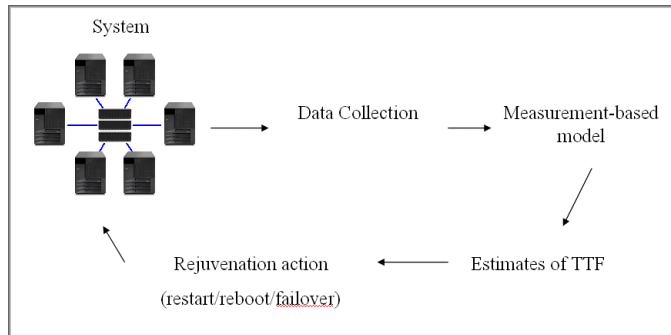 System
Data Collection
Measurement-based
model
Estimates of TTF
Rejuvenation action
(restart/reboot/failover)